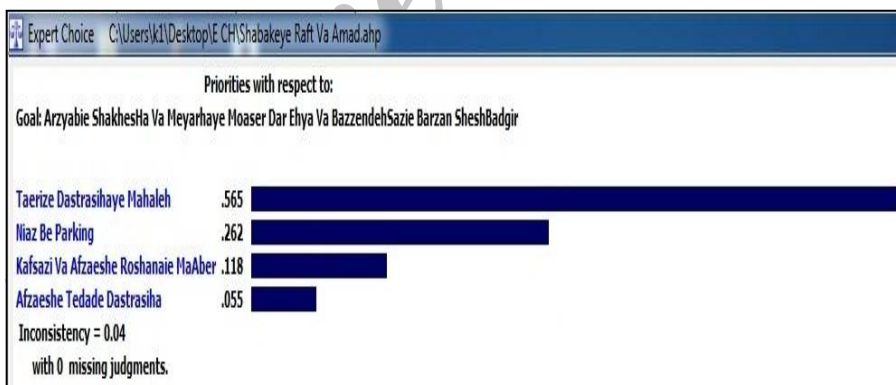 Expert Choice C:\Users\k1\Desktop\E CH\Shabakeye Raft Va Amad.ahp
Priorities with respect to:
Goal: Arzyabie ShakhesHa Va Meyarhaye Moaser Dar Ehya Va BazzendehSazie Barzan SheshBadgir
Taerize Dastrasihaye Mahaleh .565
Niaz Be Parking .262
Kafsazi Va Afzaeshe Roshanaie MaAber .118
Afzaeshe Tedade Dastrasiha .055
Inconsistency = 0.04
with 0 missing judgments.